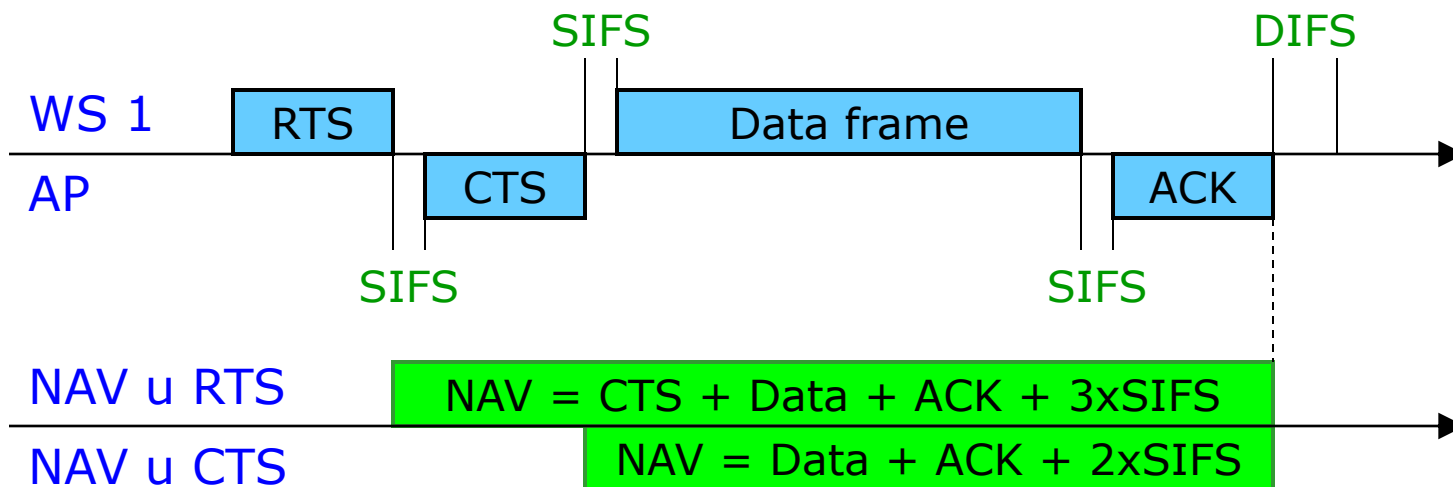 SIFS
DIFS
WS 1
RTS
Data frame
AP
CTS
ACK
SIFS
SIFS
NAV u RTS
NAV = CTS + Data + ACK + 3xSIFS
NAV u CTS
NAV = Data + ACK + 2xSIFS